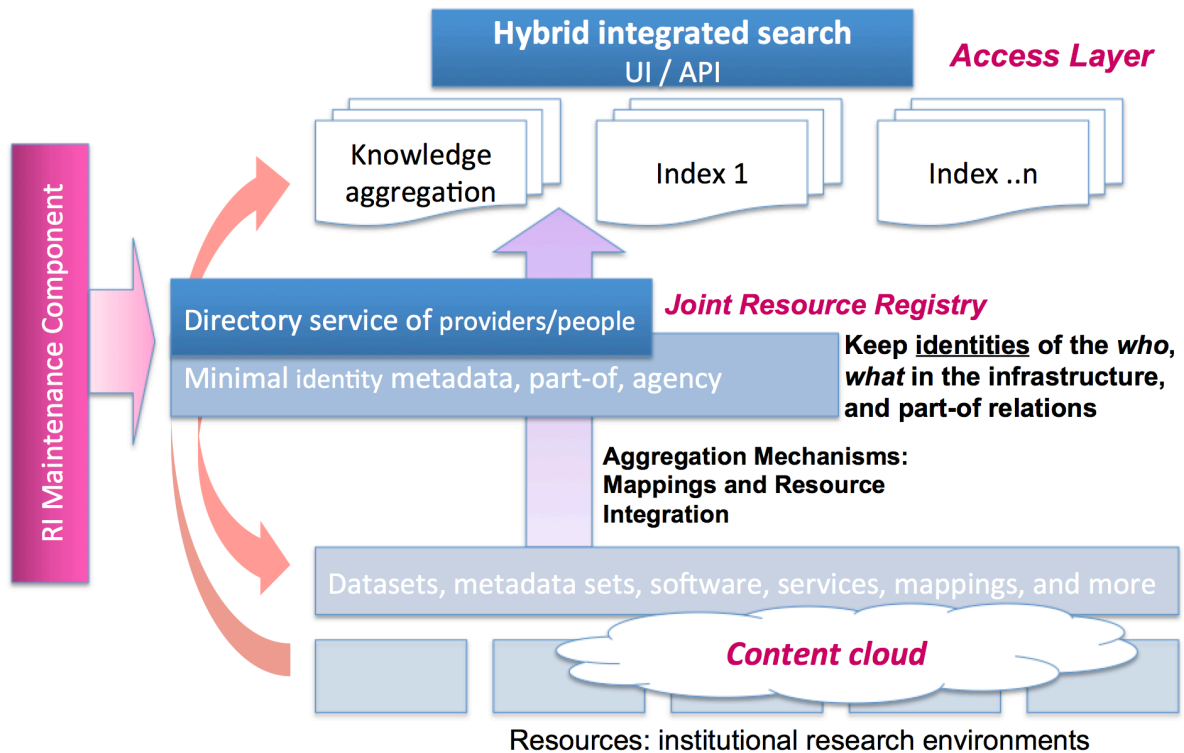 Hybrid integrated search
UI / API
Access Layer
Knowledge
aggregation
Index 1
Index ..n
RI Maintenance Component
Directory service of providers/people
Joint Resource Registry
Minimal identity metadata, part-of, agency
Keep identities of the who,
what in the infrastructure,
and part-of relations
Aggregation Mechanisms:
Mappings and Resource
Integration
Datasets, metadata sets, software, services, mappings, and more
Content cloud
Resources: institutional research environments